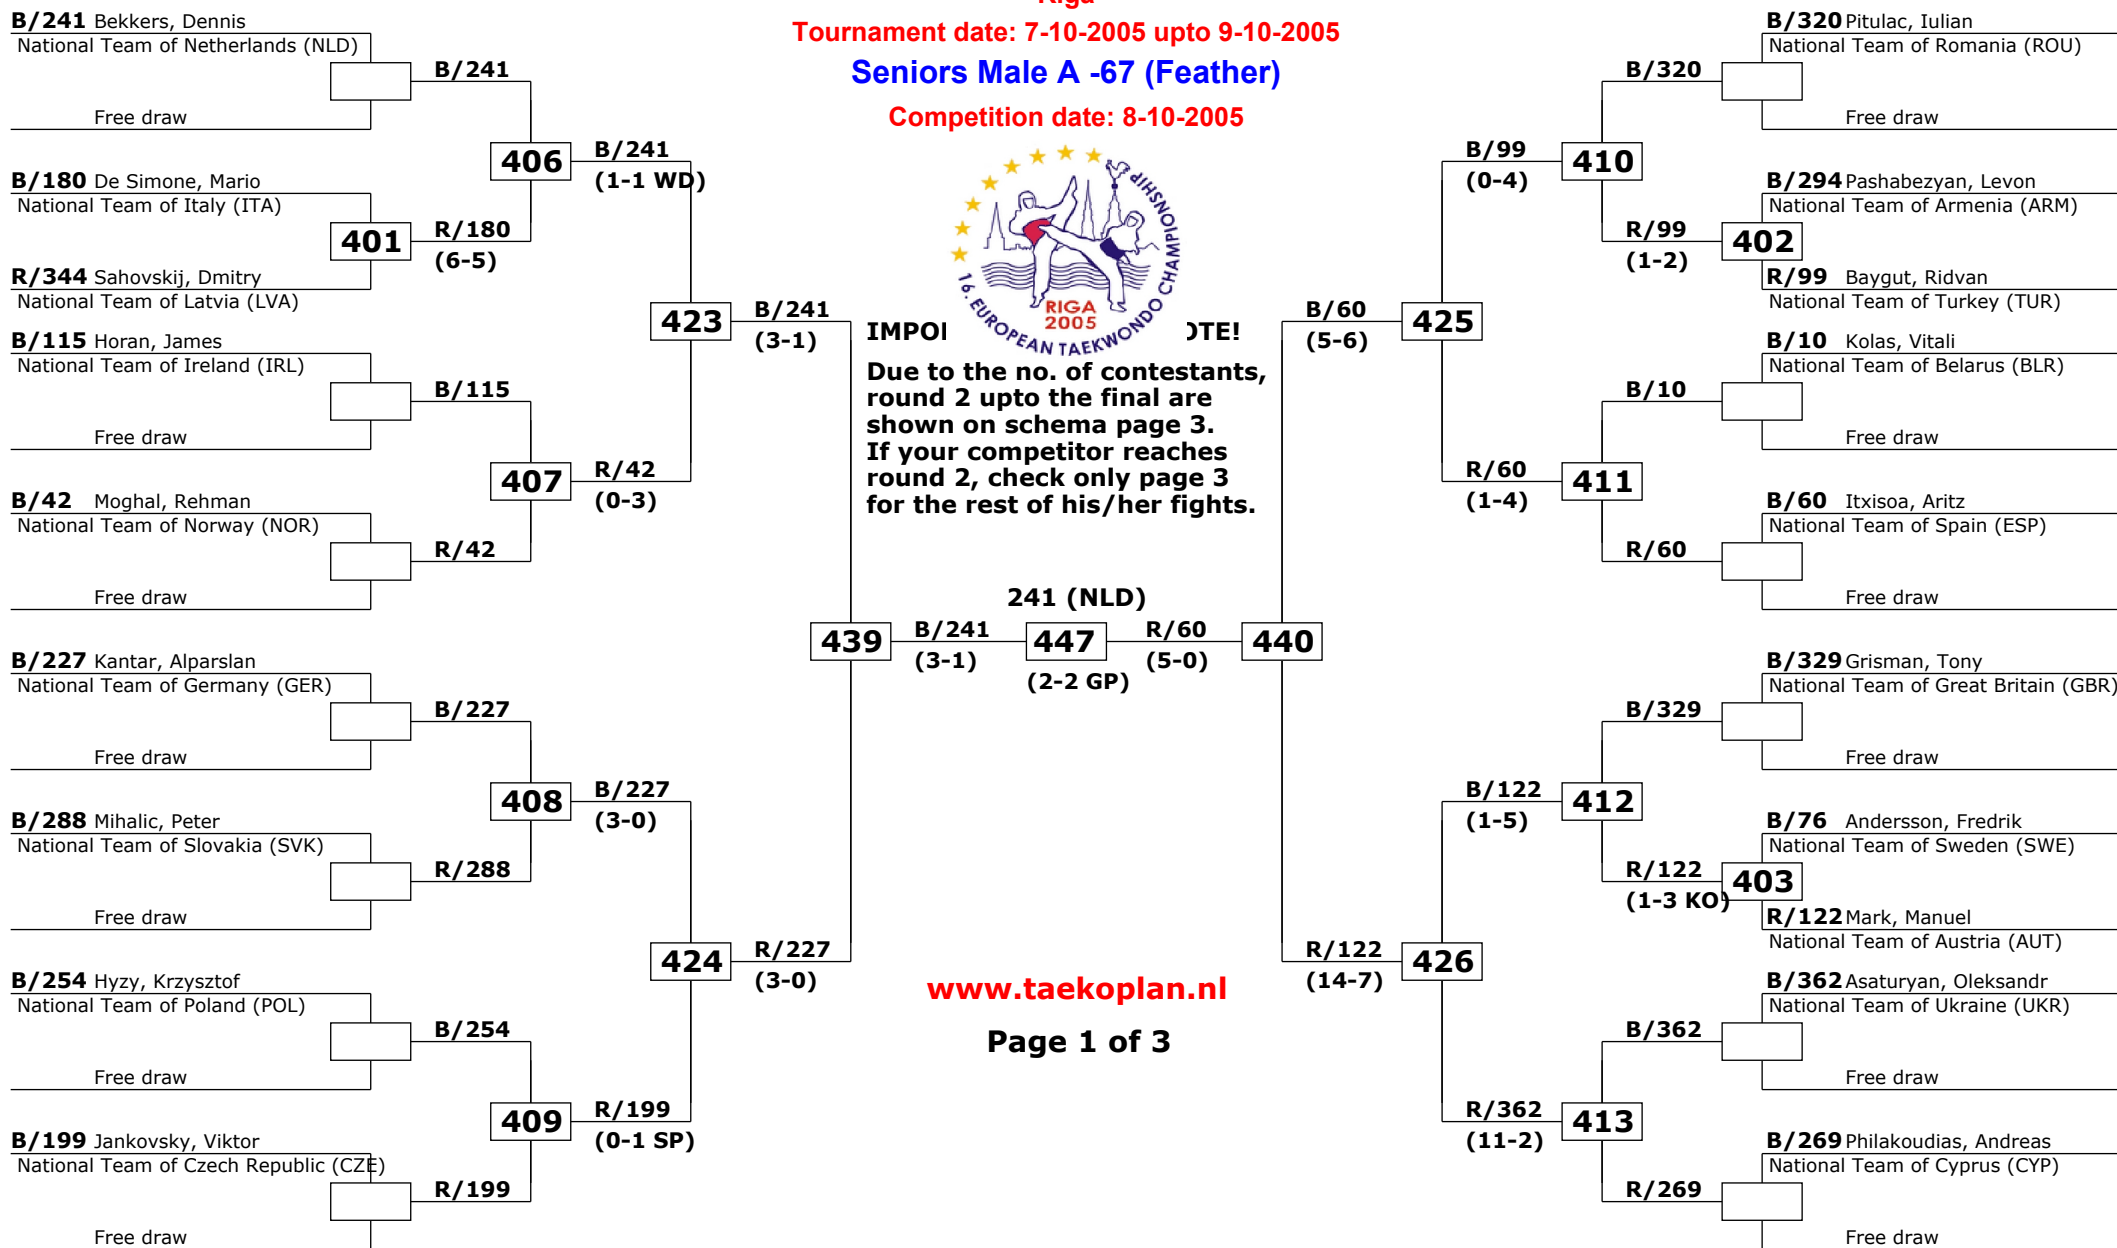 Riga
Tournament date: 7-10-2005 upto 9-10-2005
Seniors Male A -67 (Feather)
Competition date: 8-10-2005
16. EUROPEAN TAEKWONDO CHAMPIONSHIP
RIGA
2005
B/241 Bekkers, Dennis
National Team of Netherlands (NLD)
Free draw
B/241
B/180 De Simone, Mario
National Team of Italy (ITA)
401
R/180
(6-5)
R/344 Sahovskij, Dmitry
National Team of Latvia (LVA)
406
B/241
(1-1 WD)
B/115 Horan, James
National Team of Ireland (IRL)
Free draw
B/115
B/42 Moghal, Rehman
National Team of Norway (NOR)
Free draw
R/42
407
R/42
(0-3)
423
B/241
(3-1)
B/227 Kantar, Alparslan
National Team of Germany (GER)
Free draw
B/227
B/288 Mihalic, Peter
National Team of Slovakia (SVK)
Free draw
R/288
408
B/227
(3-0)
B/254 Hyzy, Krzysztof
National Team of Poland (POL)
Free draw
B/254
B/199 Jankovsky, Viktor
National Team of Czech Republic (CZE)
Free draw
R/199
409
R/199
(0-1 SP)
424
R/227
(3-0)
439
B/241
(3-1)
IMPO
OTE!
Due to the no. of contestants,
round 2 upto the final are
shown on schema page 3.
If your competitor reaches
round 2, check only page 3
for the rest of his/her fights.
241 (NLD)
447
(2-2 GP)
R/60
(5-0)
440
www.taekoplan.nl
Page 1 of 3
B/320 Pitulac, Iulian
National Team of Romania (ROU)
Free draw
B/320
B/294 Pashabezyan, Levon
National Team of Armenia (ARM)
402
R/99
(1-2)
R/99 Baygut, Ridvan
National Team of Turkey (TUR)
410
B/99
(0-4)
B/10 Kolas, Vitali
National Team of Belarus (BLR)
Free draw
B/10
B/60 Itxisoa, Aritz
National Team of Spain (ESP)
Free draw
R/60
411
R/60
(1-4)
425
B/60
(5-6)
B/329 Grisman, Tony
National Team of Great Britain (GBR)
Free draw
B/329
B/76 Andersson, Fredrik
National Team of Sweden (SWE)
403
R/122
(1-3 KO)
R/122 Mark, Manuel
National Team of Austria (AUT)
412
B/122
(1-5)
B/362 Asaturyan, Oleksandr
National Team of Ukraine (UKR)
Free draw
B/362
B/269 Philakoudias, Andreas
National Team of Cyprus (CYP)
Free draw
R/269
413
R/362
(11-2)
426
R/122
(14-7)